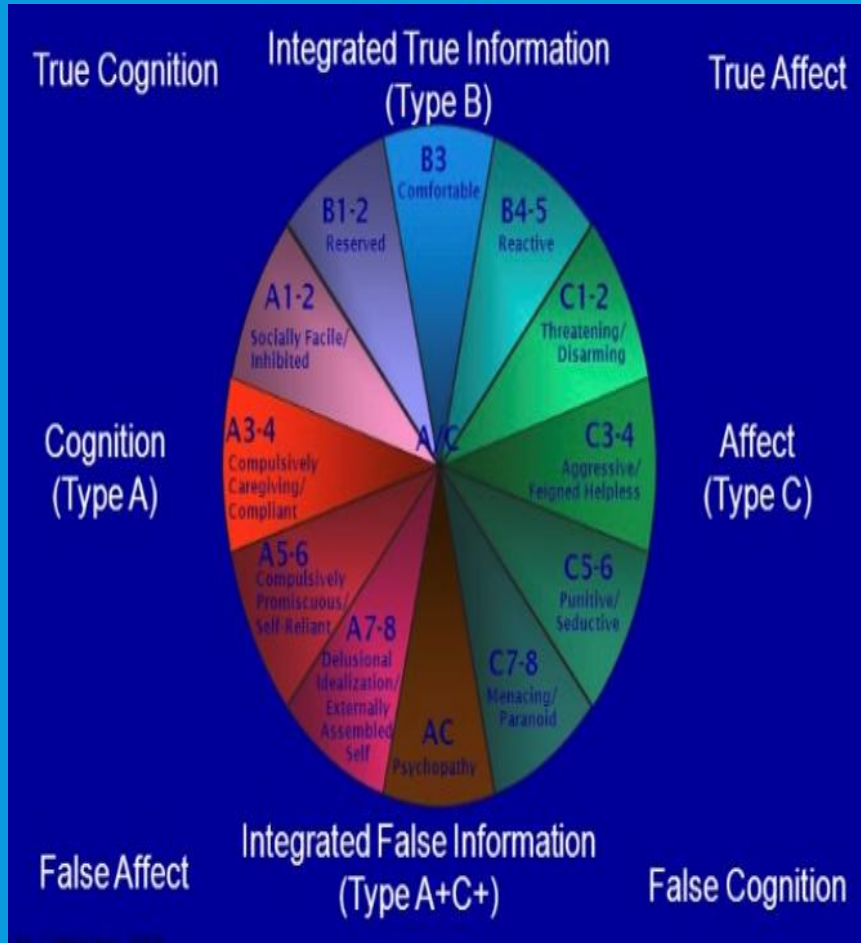 True Cognition
Integrated True Information
(Type B)
True Affect
B3
Comfortable
B1-2
Reserved
B4-5
Reactive
A1-2
Socially Facile/
Inhibited
C1-2
Threatening/
Disarming
A/C
A3-4
Compulsively
Caregiving/
Compliant
C3-4
Aggressive/
Feigned Helpless
Cognition
(Type A)
Affect
(Type C)
A5-6
Compulsively
Promiscuous/
Self-Reliant
C5-6
Punitive/
Seductive
A7-8
Delusional
Idealization/
Externally
Assembled
Self
C7-8
Menacing/
Paranoid
AC
Psychopathy
False Affect
Integrated False Information
(Type A+C+)
False Cognition